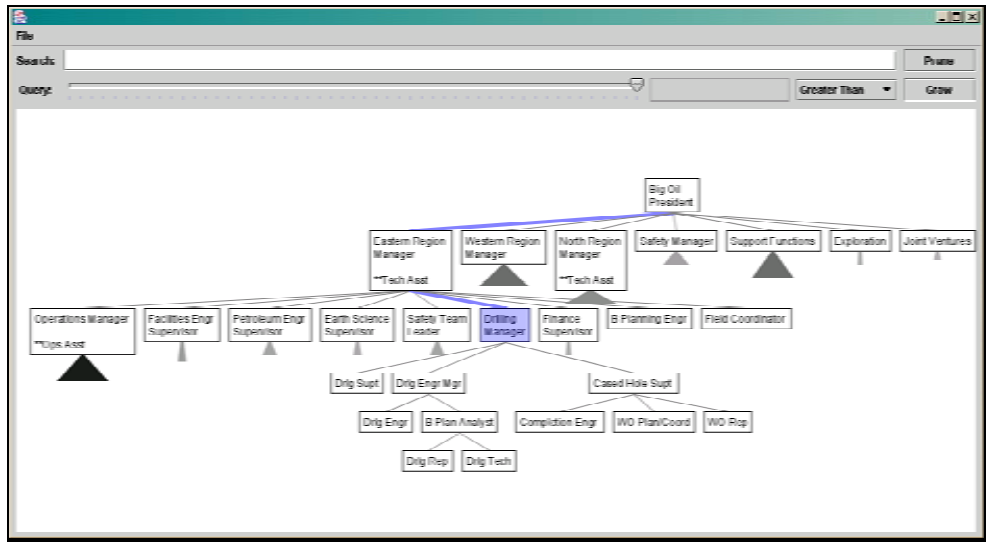 File
Search:
Prune
Query:
Greater Than
Grow
Big Oil
President
Eastern Region
Manager
**Tech Asst
Western Region
Manager
North Region
Manager
**Tech Asst
Safety Manager
Support Functions
Exploration
Joint Ventures
Operations Manager
**Ops Asst
Facilities Engr
Supervisor
Petroleum Engr
Supervisor
Earth Science
Supervisor
Safety Team
Leader
Drilling
Manager
Finance
Supervisor
B Planning Engr
Field Coordinator
Drlg Supt
Drlg Engr Mgr
Cased Hole Supt
Drlg Engr
B Plan Analyst
Completion Engr
WO Plan/Coord
WO Rep
Drlg Rep
Drlg Tech